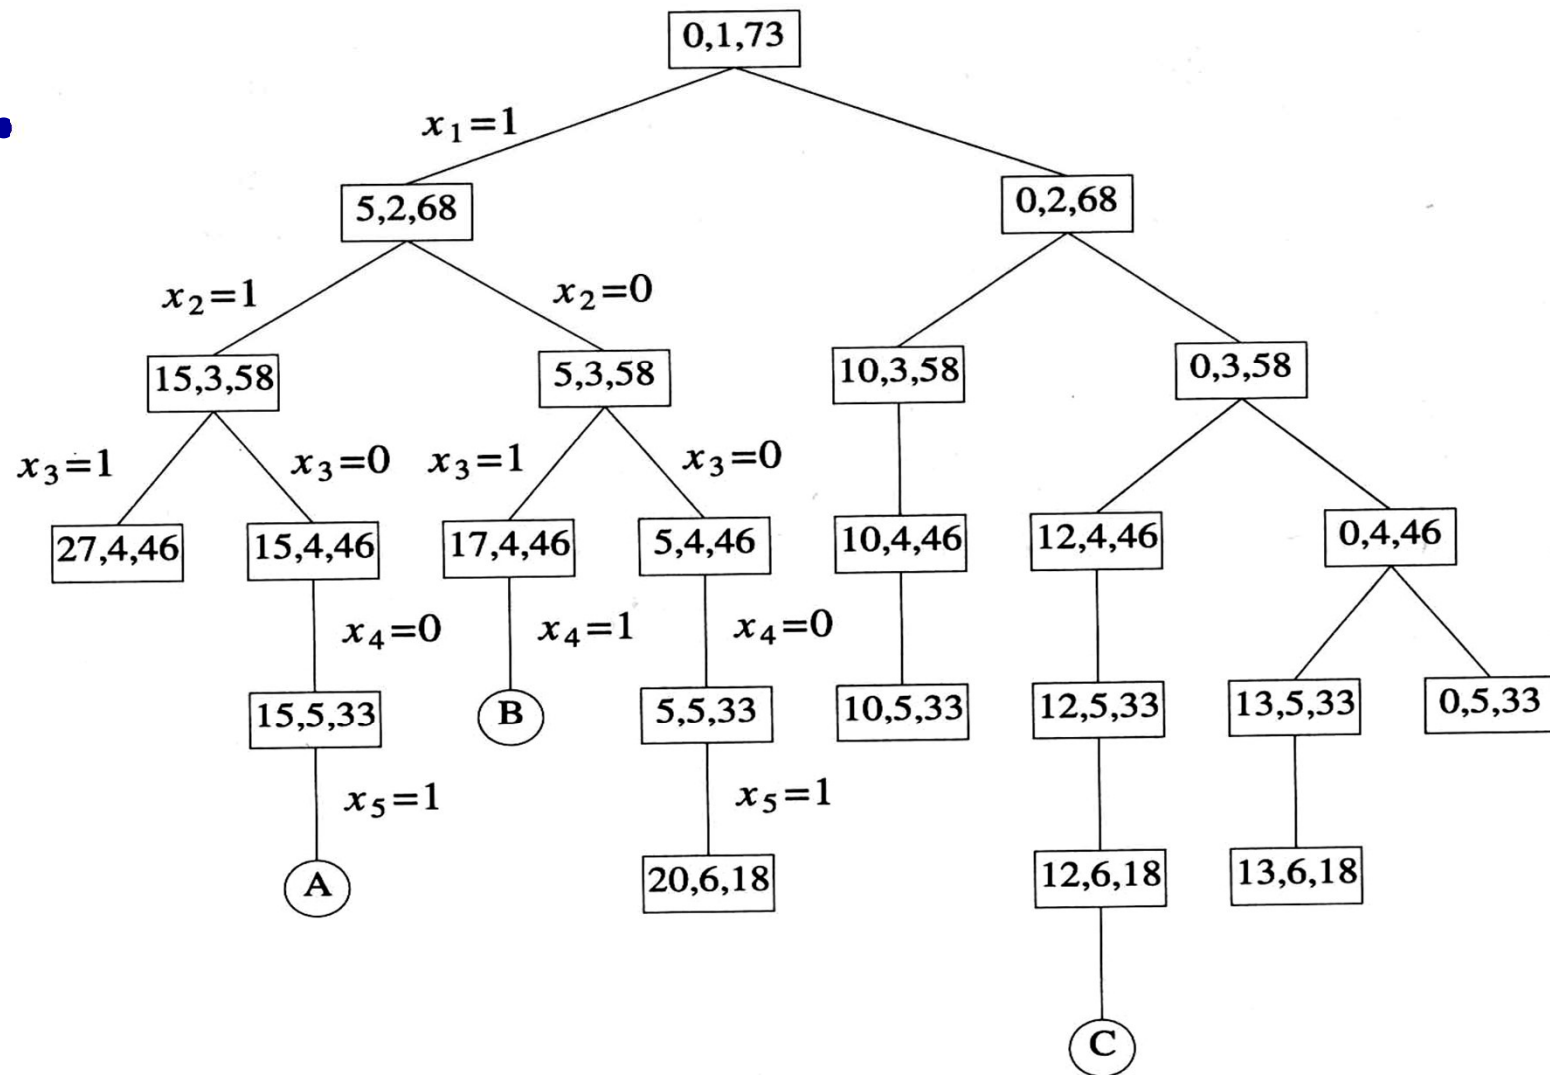 0,1,73
x₁=1
5,2,68
0,2,68
x₂=1
x₂=0
15,3,58
5,3,58
10,3,58
0,3,58
x₃=1
x₃=0
x₃=1
x₃=0
27,4,46
15,4,46
17,4,46
5,4,46
10,4,46
12,4,46
0,4,46
x₄=0
x₄=1
x₄=0
15,5,33
B
5,5,33
10,5,33
12,5,33
13,5,33
0,5,33
x₅=1
x₅=1
A
20,6,18
12,6,18
13,6,18
C